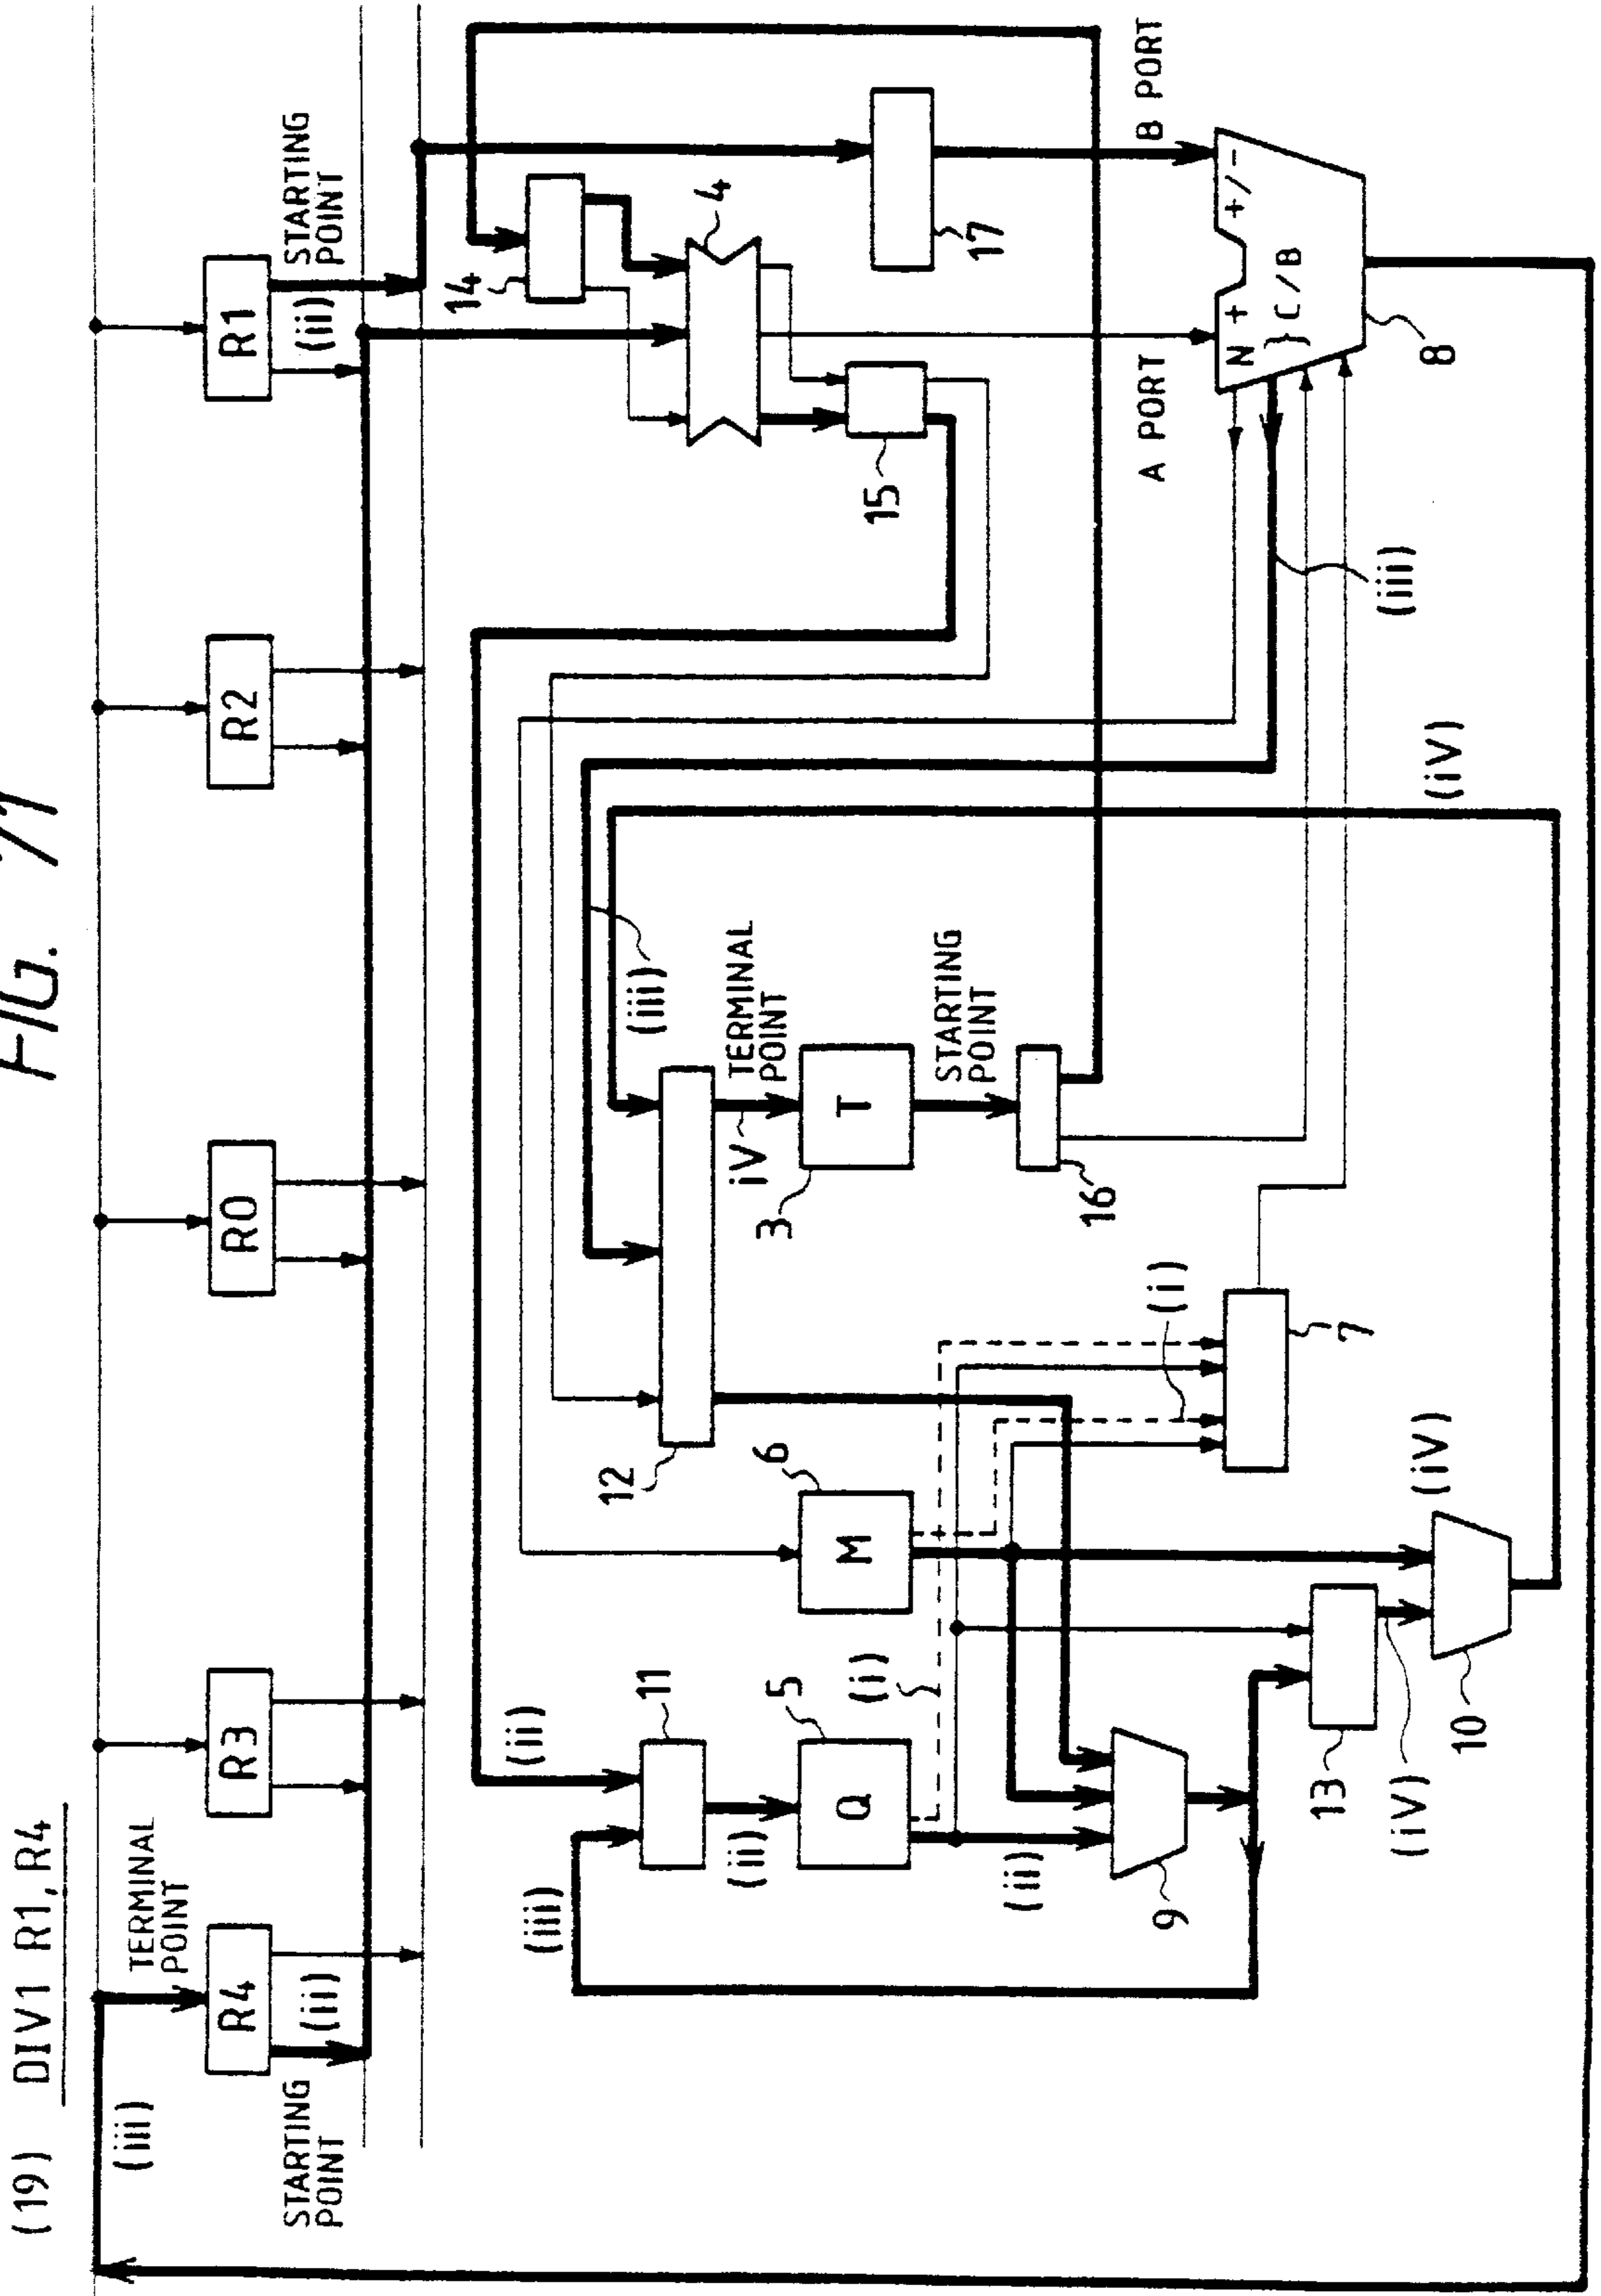 (19) DIV1 R1, R4
(iii)
TERMINAL
POINT
R4
R3
R0
R2
R1
STARTING
POINT
(ii)
STARTING
POINT
(ii)
14
4
17
15
B PORT
A PORT
+/-
N +
} C/B
8
(iii)
(iii)
(ii)
11
(ii)
5
Q
(i)
(ii)
9
6
M
12
(iii)
TERMINAL
POINT
iV
3
T
STARTING
POINT
16
(i)
7
13
(iV)
10
(iV)
(iV)